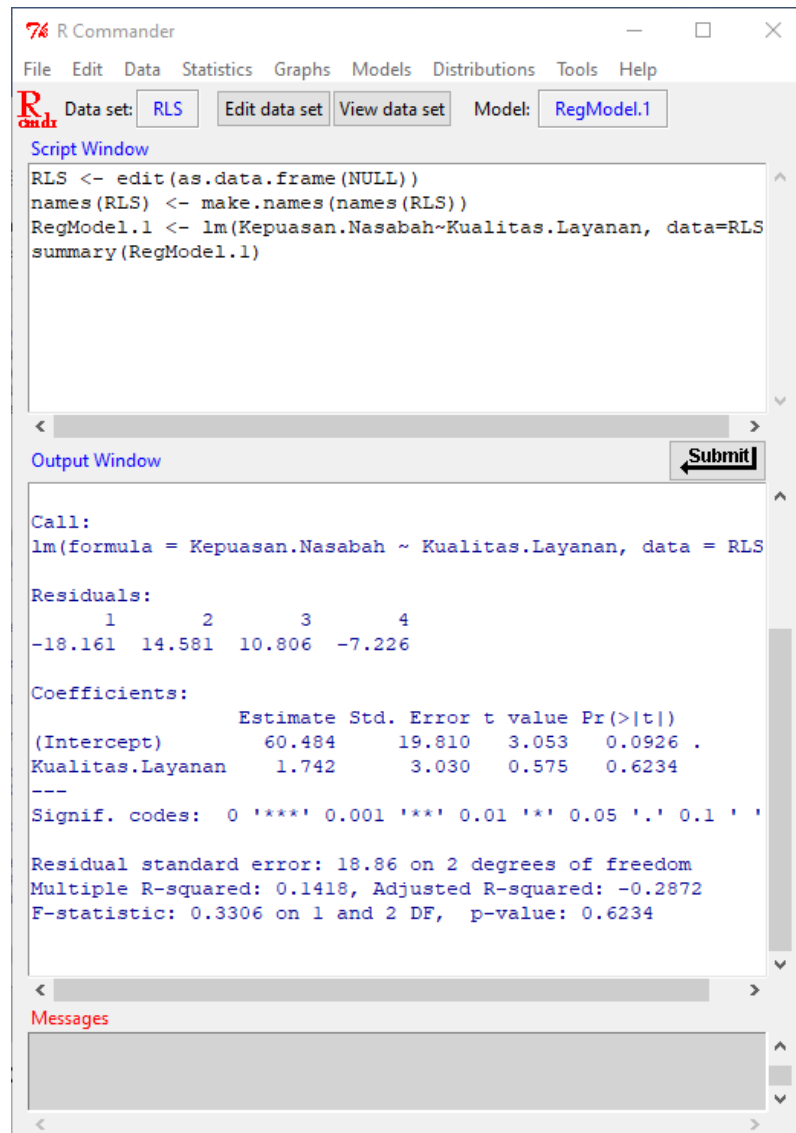 R Commander
File Edit Data Statistics Graphs Models Distributions Tools Help
R cmdr Data set: RLS Edit data set View data set Model: RegModel.1
Script Window
RLS <- edit(as.data.frame(NULL))
names(RLS) <- make.names(names(RLS))
RegModel.1 <- lm(Kepuasan.Nasabah~Kualitas.Layanan, data=RLS
summary(RegModel.1)
Output Window
Submit
Call:
lm(formula = Kepuasan.Nasabah ~ Kualitas.Layanan, data = RLS
Residuals:
1 2 3 4
-18.161 14.581 10.806 -7.226
Coefficients:
Estimate Std. Error t value Pr(>|t|)
(Intercept) 60.484 19.810 3.053 0.0926 .
Kualitas.Layanan 1.742 3.030 0.575 0.6234
---
Signif. codes: 0 '***' 0.001 '**' 0.01 '*' 0.05 '.' 0.1 ' '
Residual standard error: 18.86 on 2 degrees of freedom
Multiple R-squared: 0.1418, Adjusted R-squared: -0.2872
F-statistic: 0.3306 on 1 and 2 DF, p-value: 0.6234
Messages